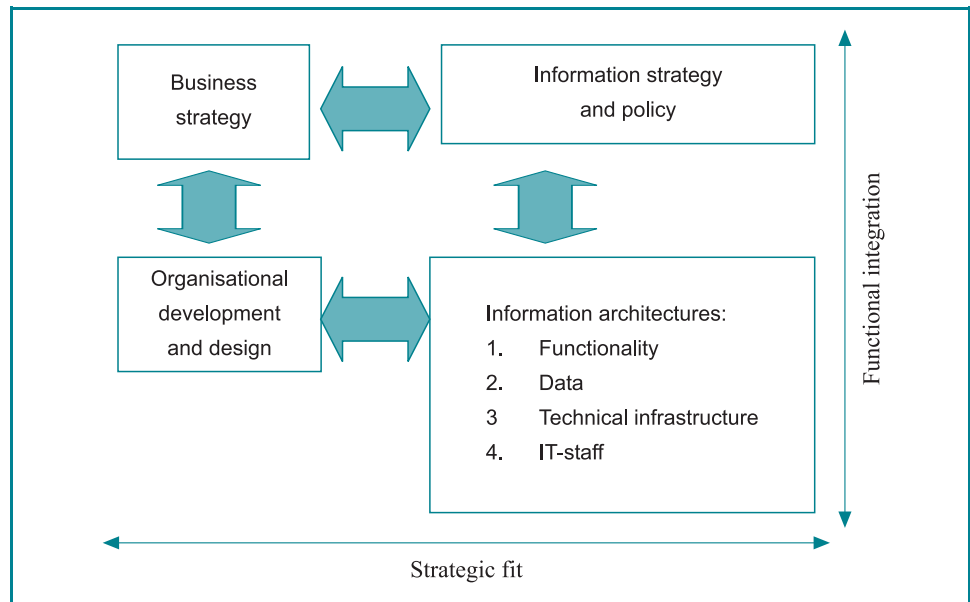 Business
strategy
Information strategy
and policy
Organisational
development
and design
Information architectures:
1. Functionality
2. Data
3 Technical infrastructure
4. IT-staff
Functional integration
Strategic fit